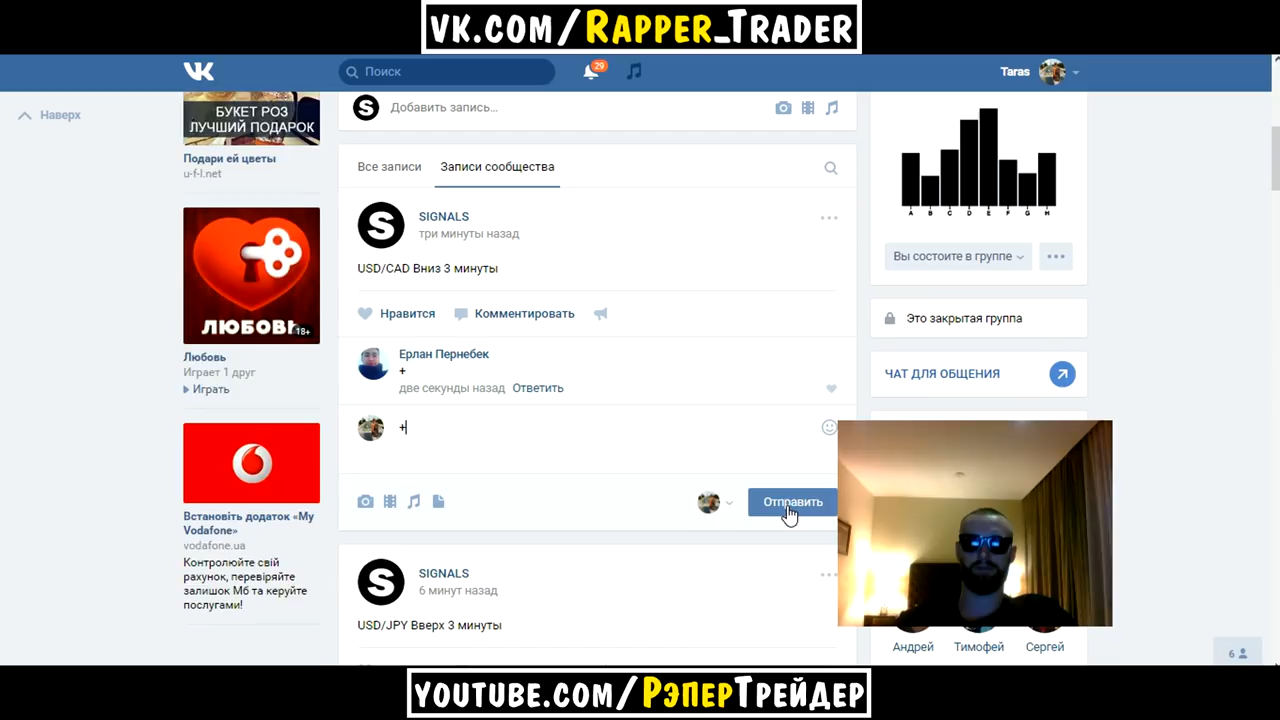 VK.COM/RAPPER_TRADER
Поиск
29
Taras
Наверх
БУКЕТ РОЗ
ЛУЧШИЙ ПОДАРОК
Подари ей цветы
u-f-l.net
ЛЮБОВЬ
18+
Любовь
Играет 1 друг
Играть
Встановіть додаток «My
Vodafone»
vodafone.ua
Контролюйте свій
рахунок, перевіряйте
залишок Мб та керуйте
послугами!
S
Добавить запись...
Все записи
Записи сообщества
S
SIGNALS
три минуты назад
USD/CAD Вниз 3 минуты
Нравится
Комментировать
Ерлан Пернебек
+
две секунды назад
Ответить
+
Отправить
S
SIGNALS
6 минут назад
USD/JPY Вверх 3 минуты
A B C D E F G H
Вы состоите в группе
Это закрытая группа
ЧАТ ДЛЯ ОБЩЕНИЯ
Андрей
Тимофей
Сергей
6
YOUTUBE.COM/РЭПЕРТРЕЙДЕР